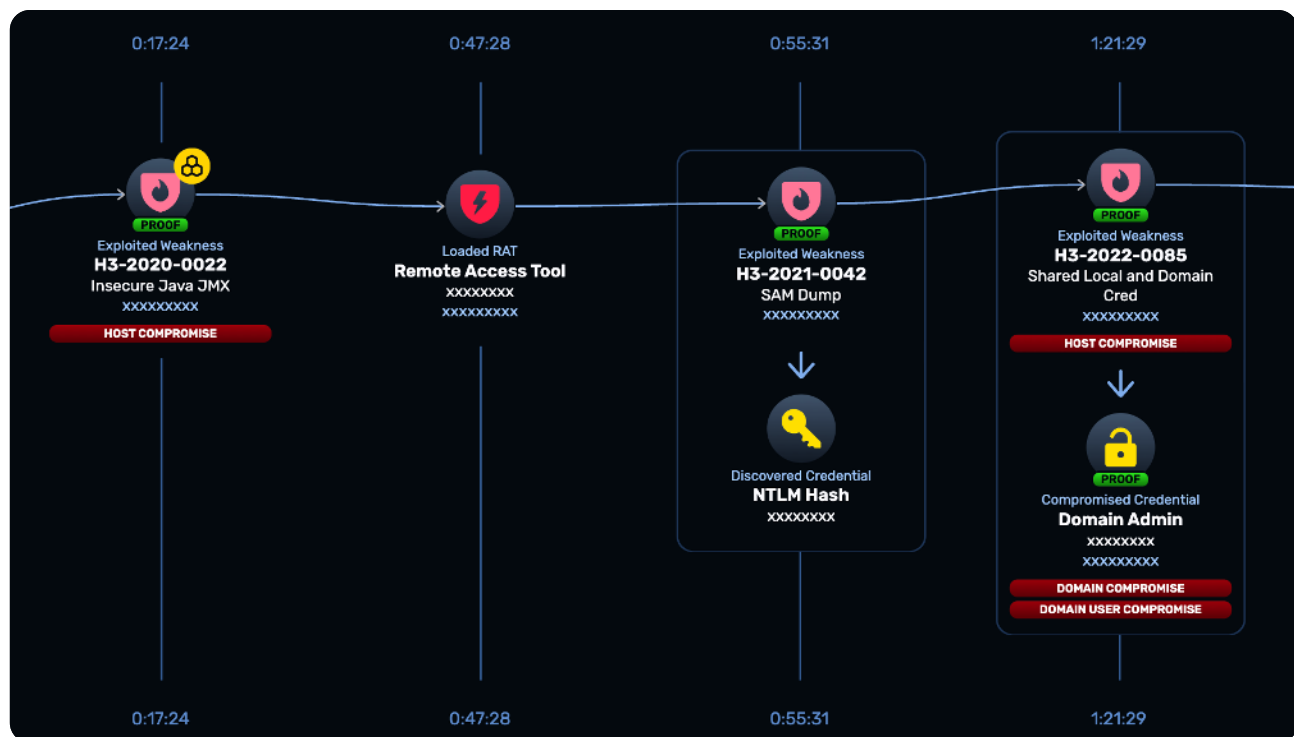 0:17:24
0:47:28
0:55:31
1:21:29
PROOF
Exploited Weakness
H3-2020-0022
Insecure Java JMX
XXXXXXXXX
HOST COMPROMISE
Loaded RAT
Remote Access Tool
XXXXXXXX
XXXXXXXXX
PROOF
Exploited Weakness
H3-2021-0042
SAM Dump
XXXXXXXXX
Discovered Credential
NTLM Hash
XXXXXXXX
PROOF
Exploited Weakness
H3-2022-0085
Shared Local and Domain
Cred
XXXXXXXXX
HOST COMPROMISE
PROOF
Compromised Credential
Domain Admin
XXXXXXXX
XXXXXXXXX
DOMAIN COMPROMISE
DOMAIN USER COMPROMISE
0:17:24
0:47:28
0:55:31
1:21:29